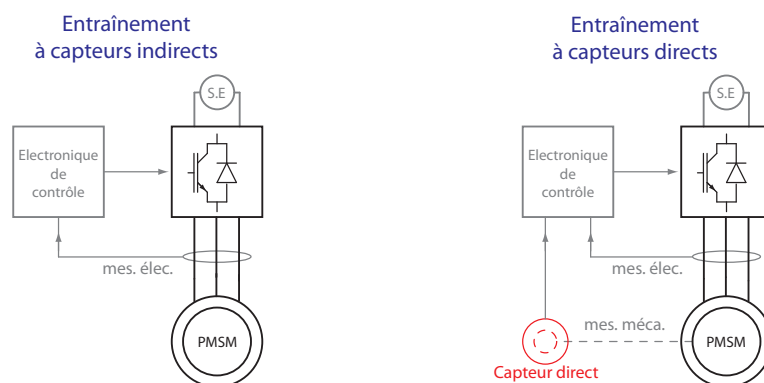 Entraînement
à capteurs indirects
S.E
Electronique
de
contrôle
mes. élec.
PMSM
Entraînement
à capteurs directs
S.E
Electronique
de
contrôle
mes. élec.
mes. méca.
PMSM
Capteur direct